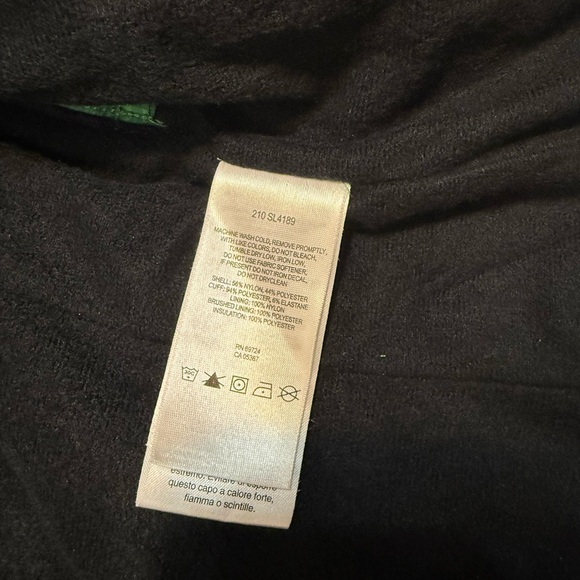 210 SL4189
MACHINE WASH COLD, REMOVE PROMPTLY,
WITH LIKE COLORS, DO NOT BLEACH,
TUMBLE DRY LOW, IRON LOW,
DO NOT USE FABRIC SOFTENER,
IF PRESENT DO NOT IRON DECAL,
DO NOT DRYCLEAN
SHELL: 56% NYLON, 44% POLYESTER
CUFF: 94% POLYESTER, 6% ELASTANE
LINING: 100% NYLON
BRUSHED LINING: 100% POLYESTER
INSULATION: 100% POLYESTER
RN 69724
CA 05367
30C
estremo. Evitare di esporre
questo capo a calore forte,
fiamma o scintille.